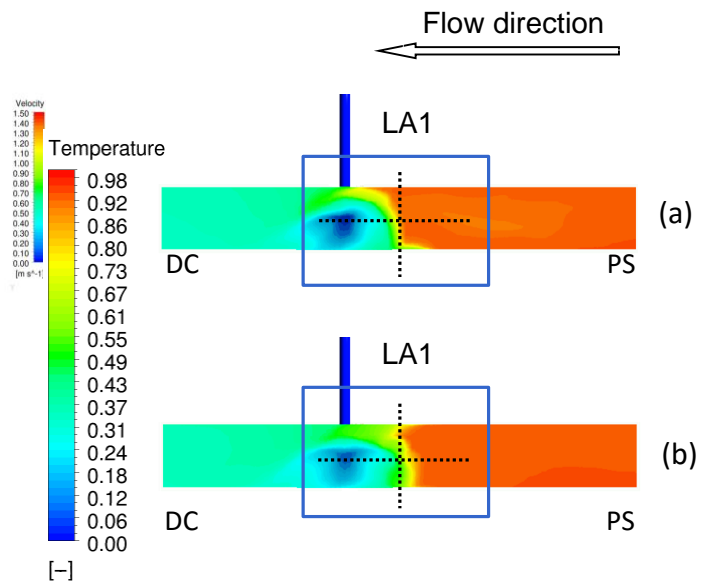 Flow direction
Velocity
1.50
1.40
1.30
1.20
1.10
1.00
0.90
0.80
0.70
0.60
0.50
0.40
0.30
0.20
0.10
0.00
[m s^-1]
Temperature
0.98
0.92
0.86
0.80
0.73
0.67
0.61
0.55
0.49
0.43
0.37
0.31
0.24
0.18
0.12
0.06
0.00
[–]
LA1
(a)
DC
PS
LA1
(b)
DC
PS